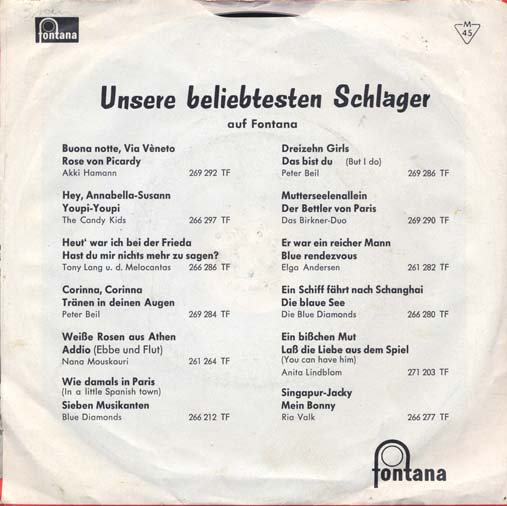 fontana
M
45
Unsere beliebtesten Schlager
auf Fontana
Buona notte, Via Vèneto
Rose von Picardy
Akki Hamann 269 292 TF
Hey, Annabella-Susann
Youpi-Youpi
The Candy Kids 266 297 TF
Heut' war ich bei der Frieda
Hast du mir nichts mehr zu sagen?
Tony Lang u. d. Melocantas 266 286 TF
Corinna, Corinna
Tränen in deinen Augen
Peter Beil 269 284 TF
Weiße Rosen aus Athen
Addio (Ebbe und Flut)
Nana Mouskouri 261 264 TF
Wie damals in Paris
(In a little Spanish town)
Sieben Musikanten
Blue Diamonds 266 212 TF
Dreizehn Girls
Das bist du (But I do)
Peter Beil 269 286 TF
Mutterseelenallein
Der Bettler von Paris
Das Birkner-Duo 269 290 TF
Er war ein reicher Mann
Blue rendezvous
Elga Andersen 261 282 TF
Ein Schiff fährt nach Schanghai
Die blaue See
Die Blue Diamonds 266 280 TF
Ein bißchen Mut
Laß die Liebe aus dem Spiel
(You can have him)
Anita Lindblom 271 203 TF
Singapur-Jacky
Mein Bonny
Ria Valk 266 277 TF
fontana